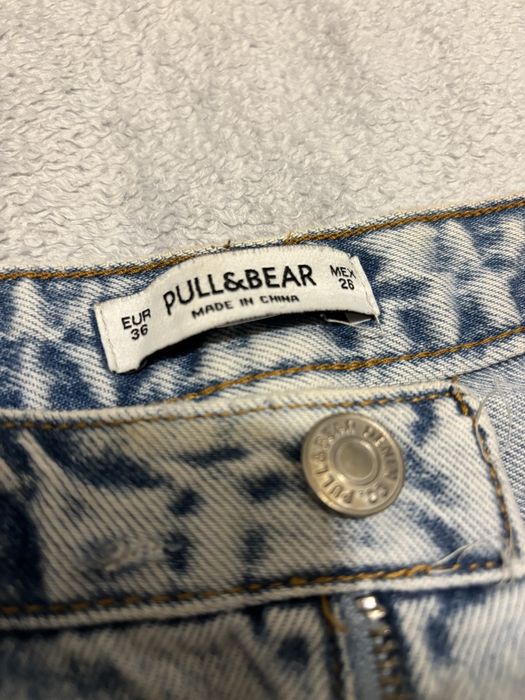 EUR
36
PULL&BEAR
MADE IN CHINA
MEX
26
PULL&BEAR DENIM CO.